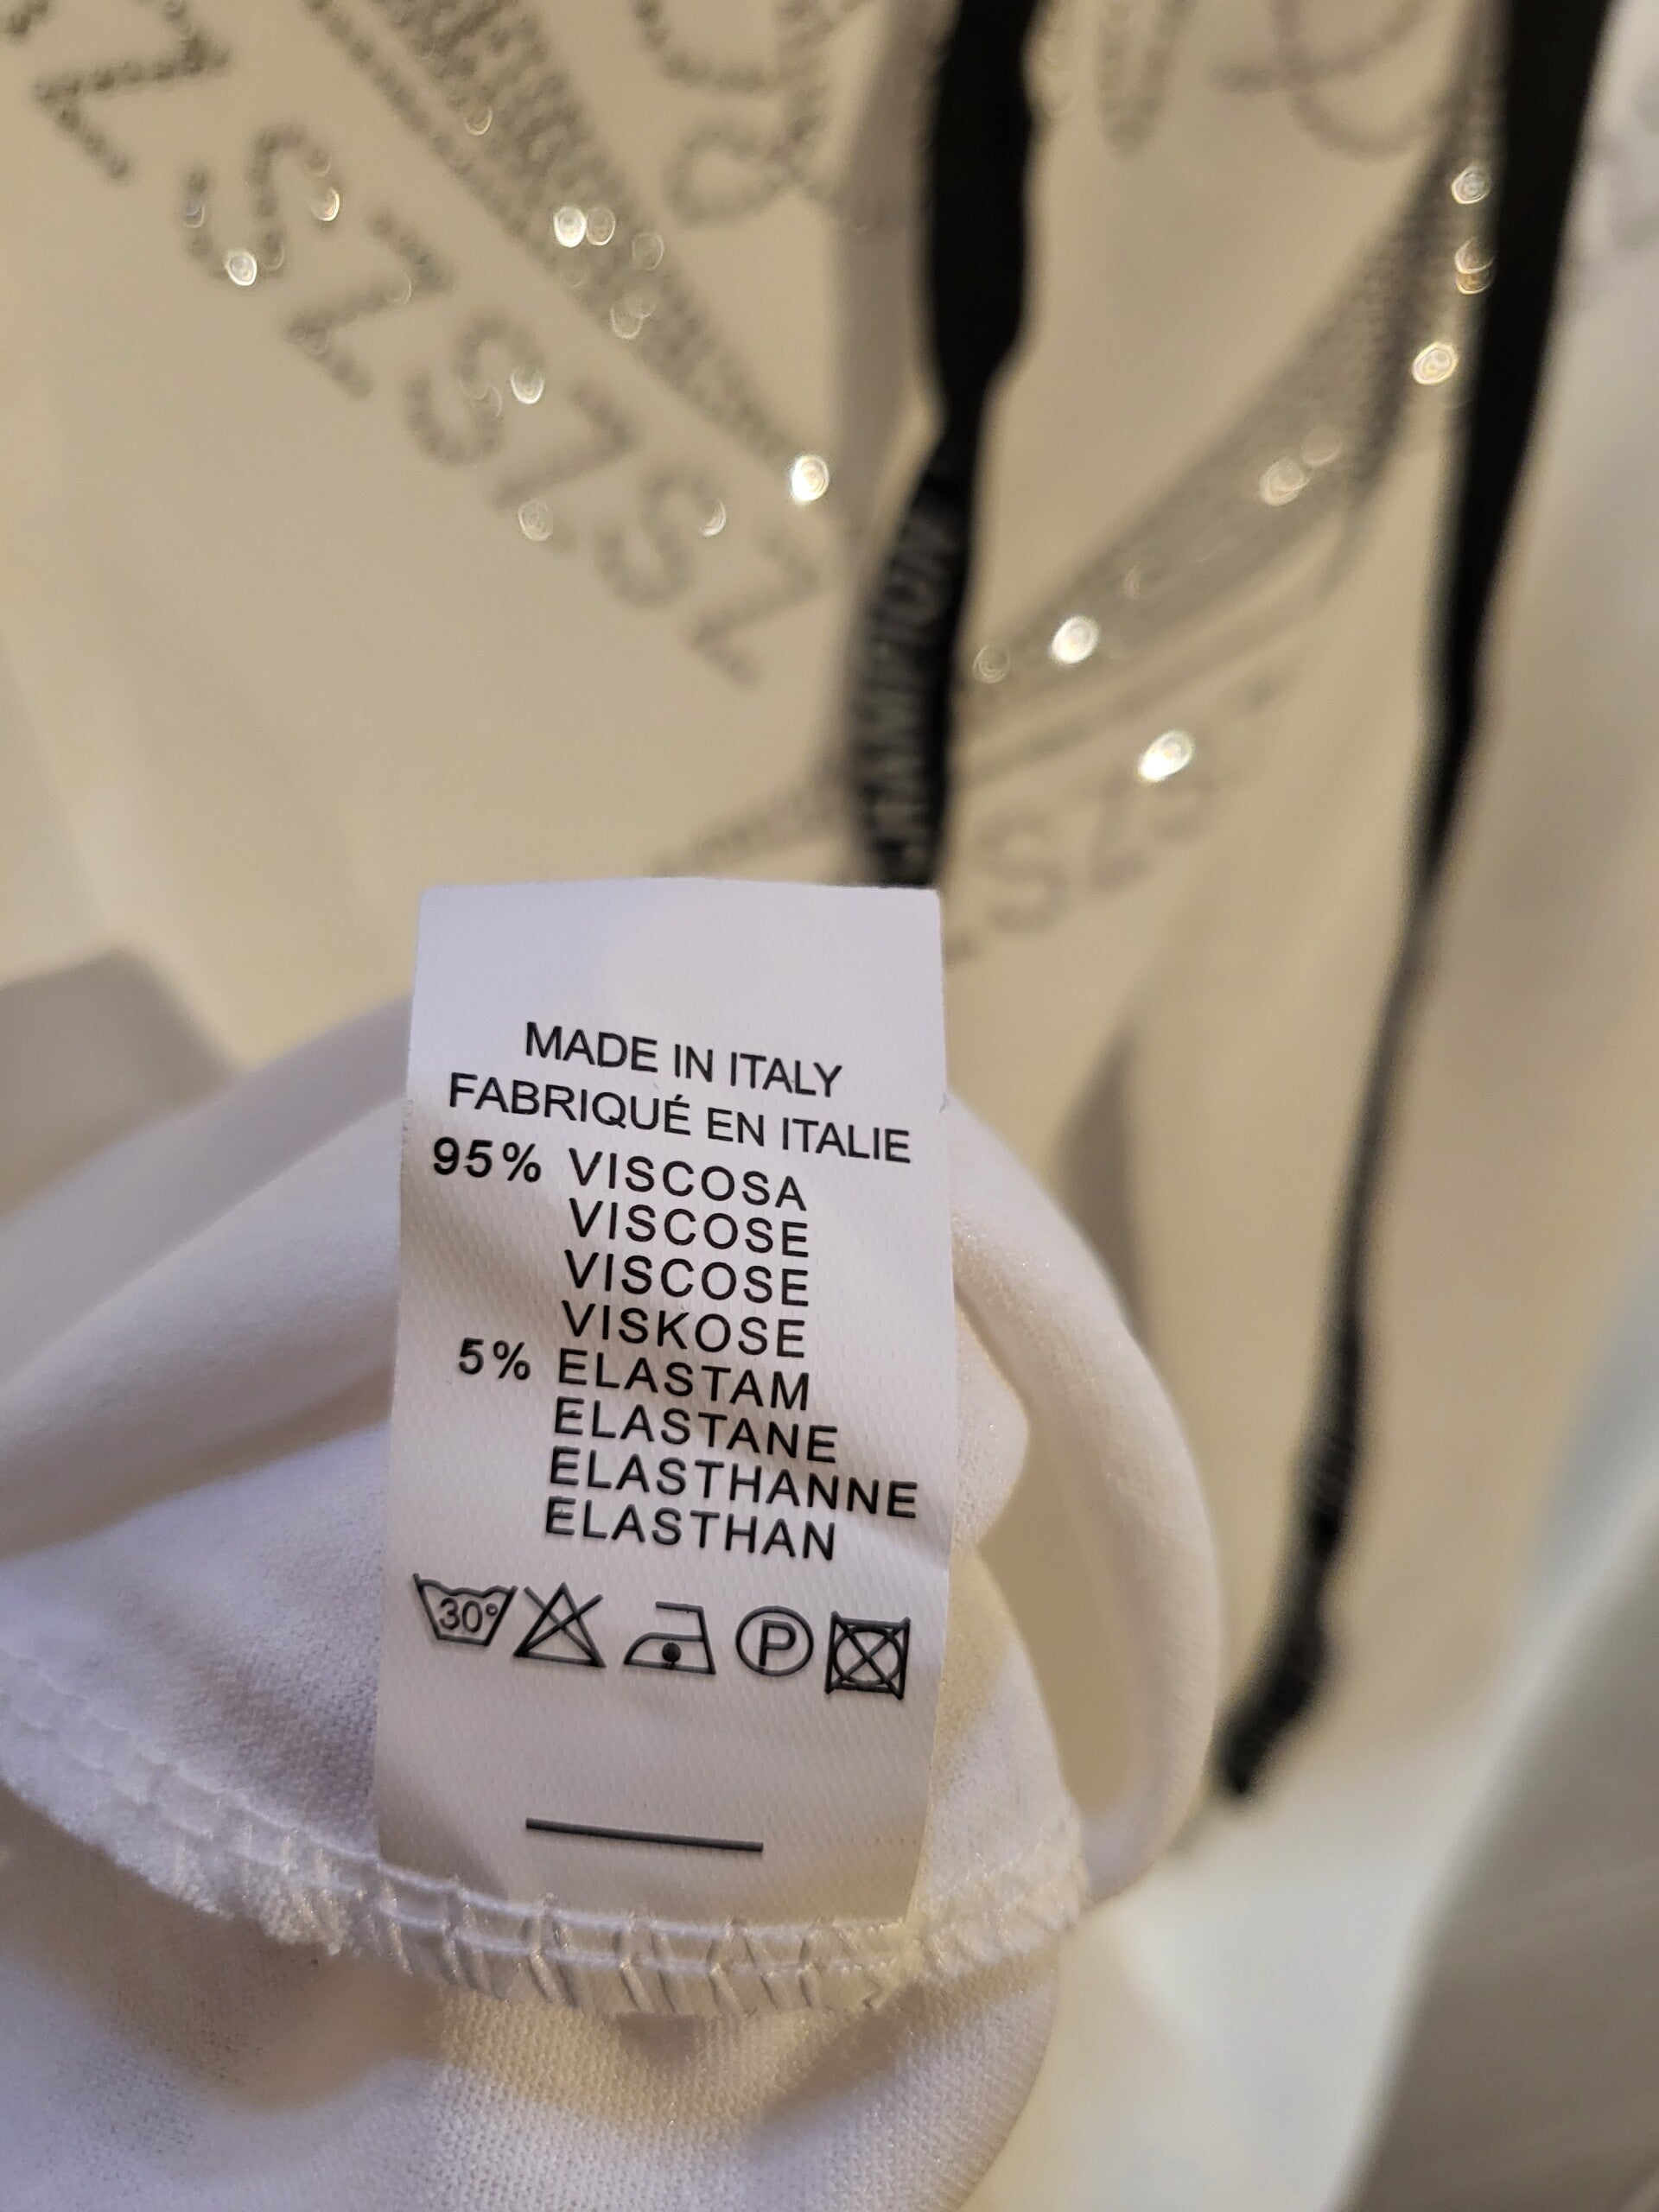 MADE IN ITALY
FABRIQUÉ EN ITALIE
95% VISCOSA
VISCOSE
VISCOSE
VISKOSE
5% ELASTAM
ELASTANE
ELASTHANNE
ELASTHAN
30°
P